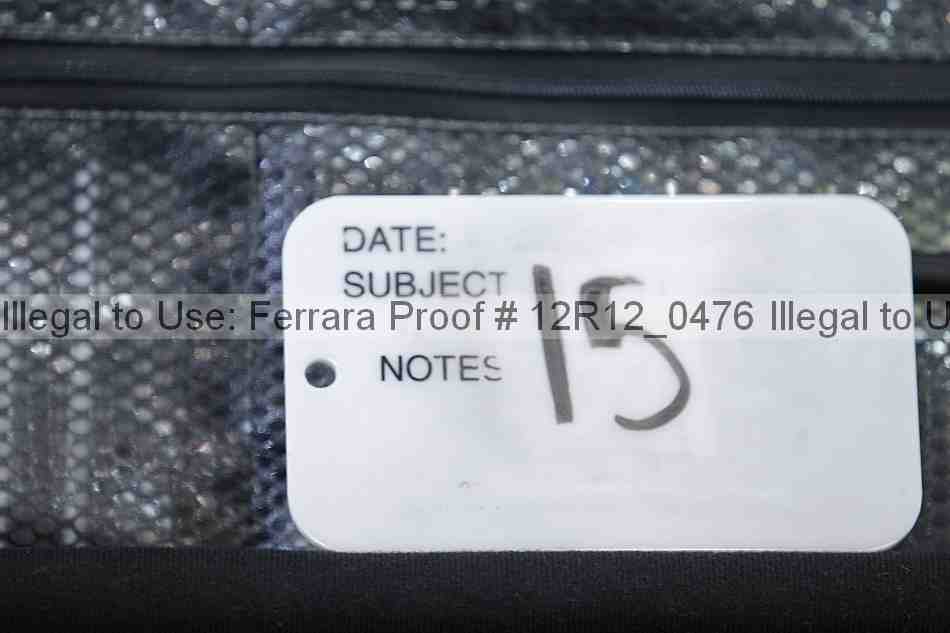 DATE:
SUBJECT
15
Illegal to Use: Ferrara Proof # 12R12_0476 Illegal to U
NOTES